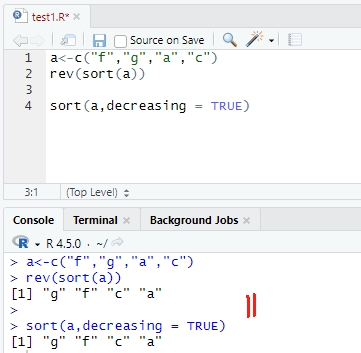 test1.R*
Source on Save
1 a<-c("f","g","a","c")
2 rev(sort(a))
3
4 sort(a,decreasing = TRUE)
3:1 (Top Level)
Console Terminal Background Jobs
R 4.5.0 · ~/
> a<-c("f","g","a","c")
> rev(sort(a))
[1] "g" "f" "c" "a"
>
> sort(a,decreasing = TRUE)
[1] "g" "f" "c" "a"